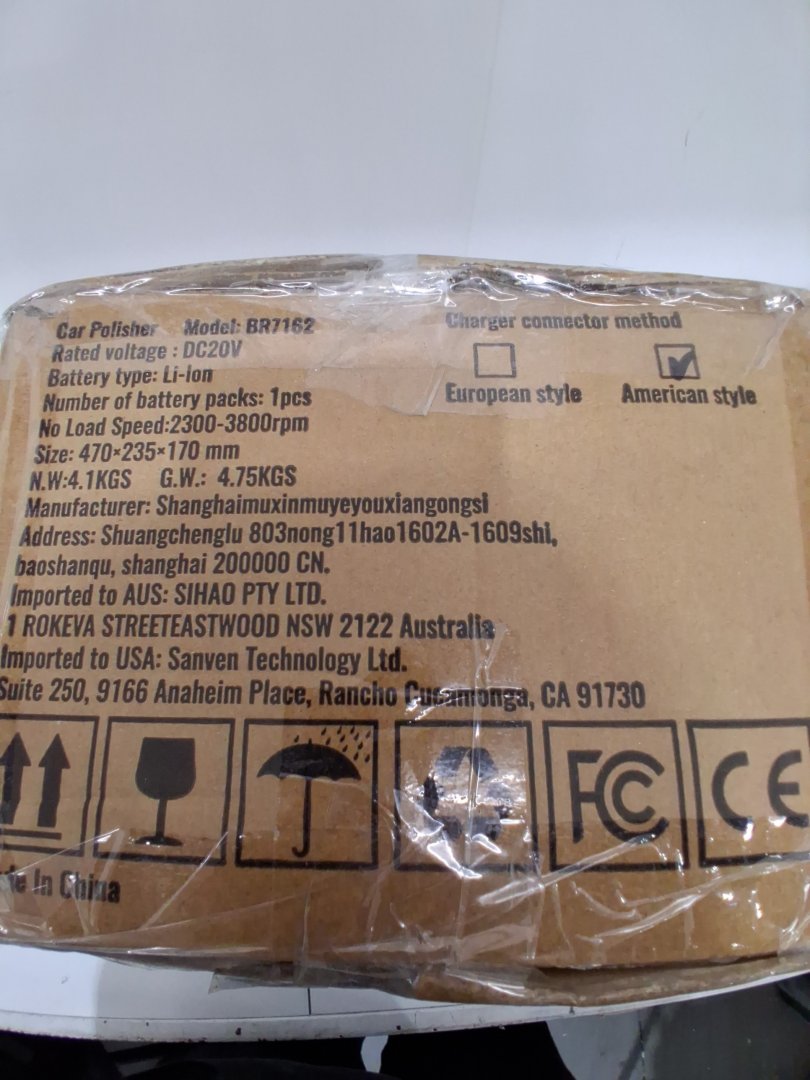 Car Polisher Model: BR7162
Rated voltage : DC20V
Battery type: Li-Ion
Number of battery packs: 1pcs
No Load Speed:2300-3800rpm
Size: 470×235×170 mm
N.W:4.1KGS G.W.: 4.75KGS
Manufacturer: Shanghaimuxinmuyeyouxiangongsi
Address: Shuangchenglu 803nong11hao1602A-1609shi,
baoshanqu, shanghai 200000 CN.
Imported to AUS: SIHAO PTY LTD.
1 ROKEVA STREETEASTWOOD NSW 2122 Australia
Imported to USA: Sanven Technology Ltd.
Suite 250, 9166 Anaheim Place, Rancho Cucamonga, CA 91730
Charger connector method
European style American style
FC CE
In China